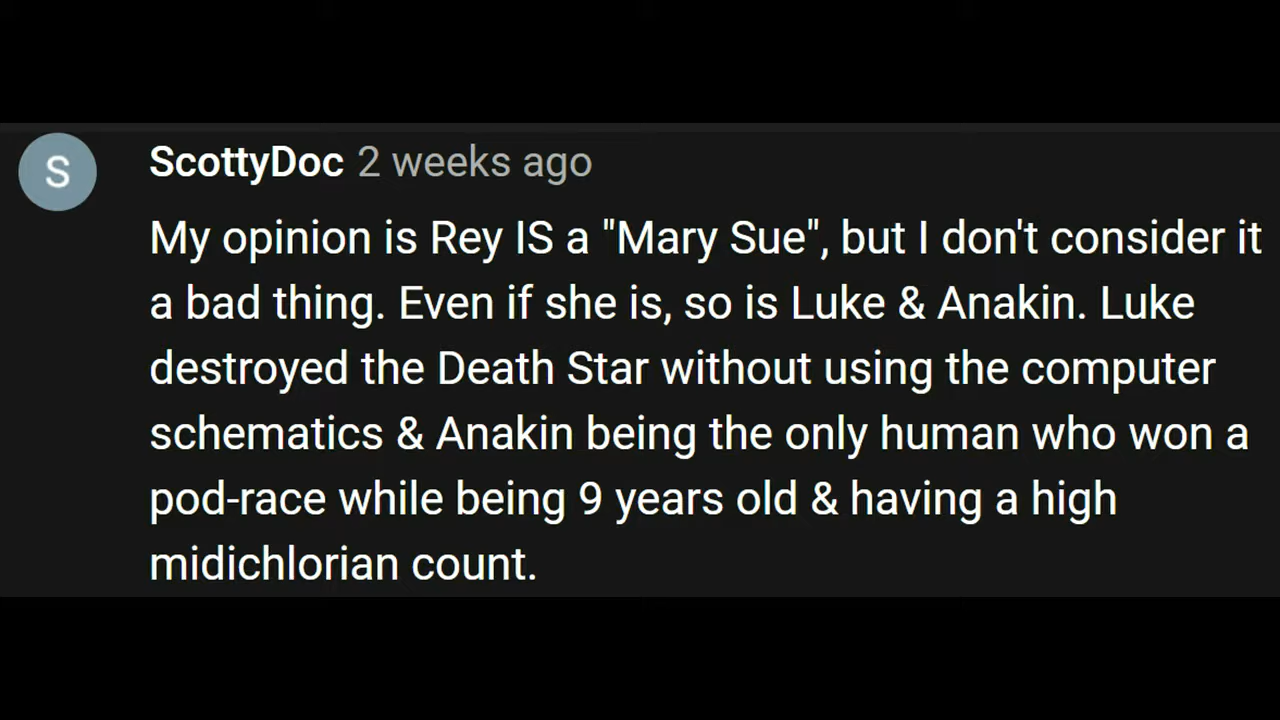 S
ScottyDoc 2 weeks ago
My opinion is Rey IS a "Mary Sue", but I don't consider it
a bad thing. Even if she is, so is Luke & Anakin. Luke
destroyed the Death Star without using the computer
schematics & Anakin being the only human who won a
pod-race while being 9 years old & having a high
midichlorian count.